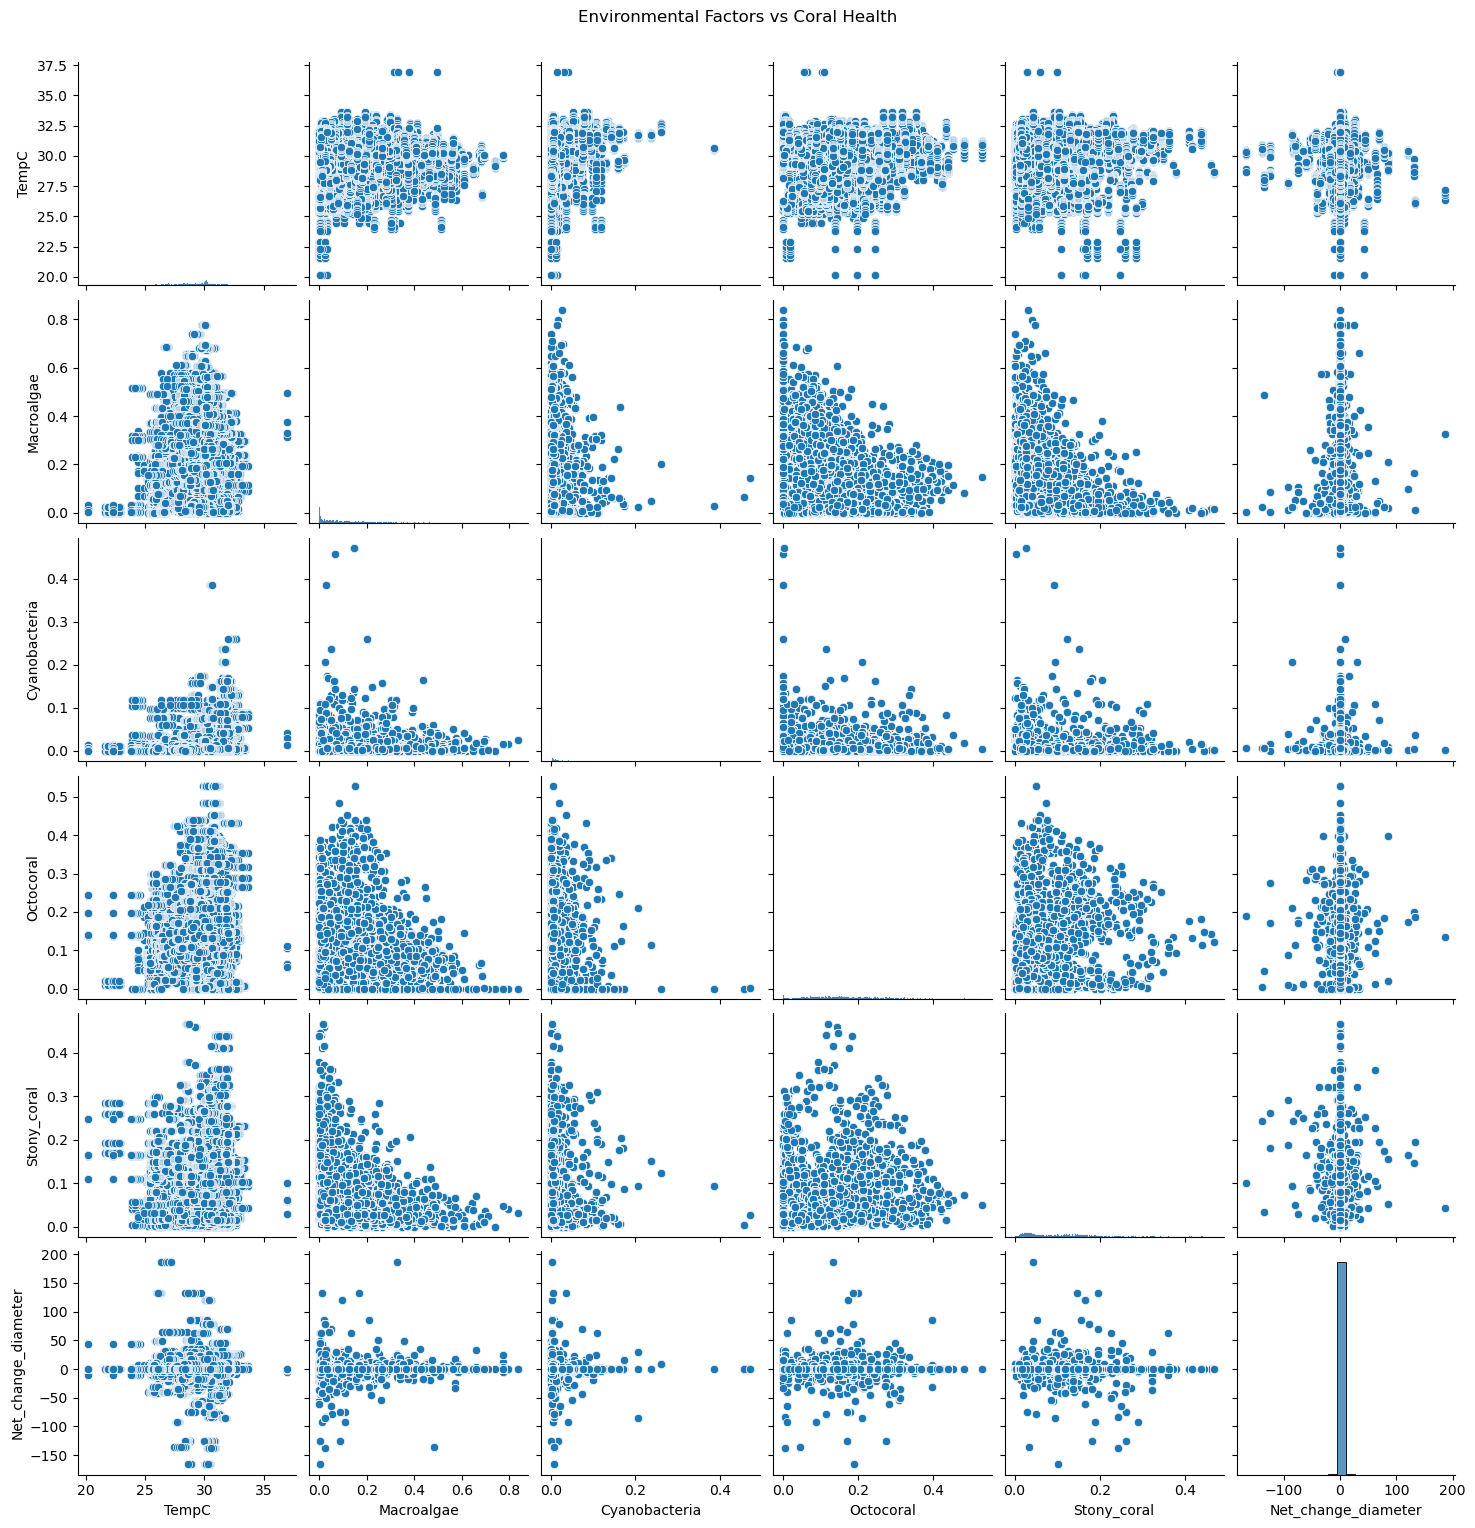 Environmental Factors vs Coral Health
37.5
35.0
32.5
30.0
27.5
25.0
22.5
20.0
TempC
0.8
0.6
0.4
0.2
0.0
Macroalgae
0.4
0.3
0.2
0.1
0.0
Cyanobacteria
0.5
0.4
0.3
0.2
0.1
0.0
Octocoral
0.4
0.3
0.2
0.1
0.0
Stony_coral
200
150
100
50
0
−50
−100
−150
Net_change_diameter
20 25 30 35
0.0 0.2 0.4 0.6 0.8
0.0 0.2 0.4
0.0 0.2 0.4
0.0 0.2 0.4
−100 0 100 200
TempC
Macroalgae
Cyanobacteria
Octocoral
Stony_coral
Net_change_diameter